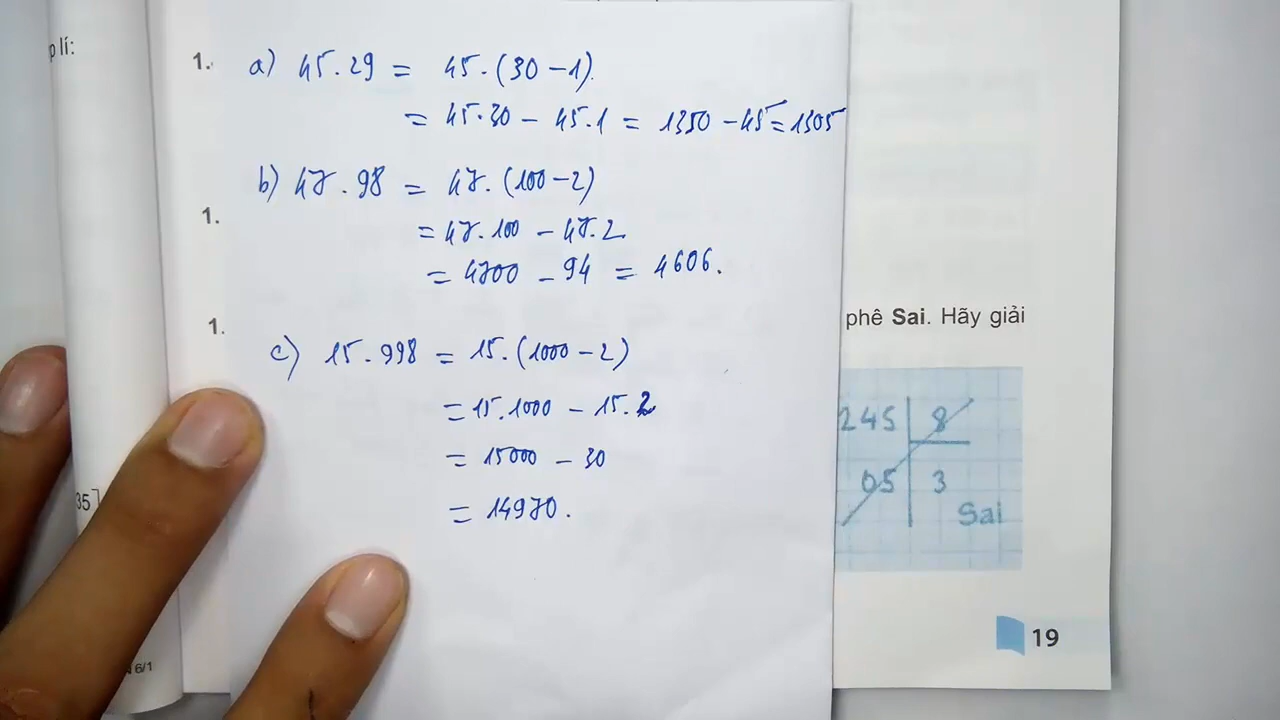 p lí:
1.
a) 45.29 = 45.(30-1).
= 45.30 - 45.1 = 1350 - 45 = 1305
b) 47.98 = 47.(100-2)
1.
= 47.100 - 47.2
= 4700 - 94 = 4606.
1.
c) 15.998 = 15.(1000-2)
= 15.1000 - 15.2
= 15000 - 30
= 14970.
phê Sai. Hãy giải
245 8
05 3
Sai
35
19
6/1